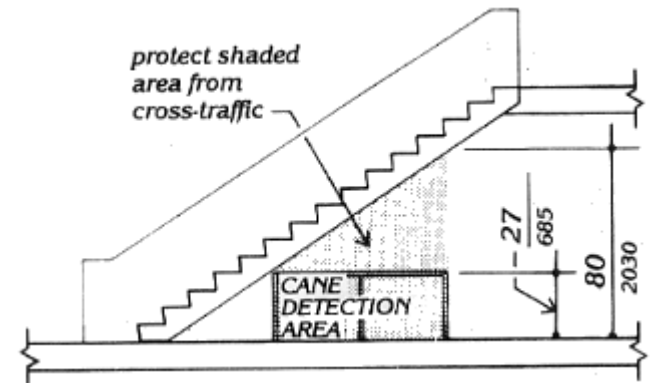 protect shaded
area from
cross-traffic
CANE
DETECTION
AREA
27
685
80
2030